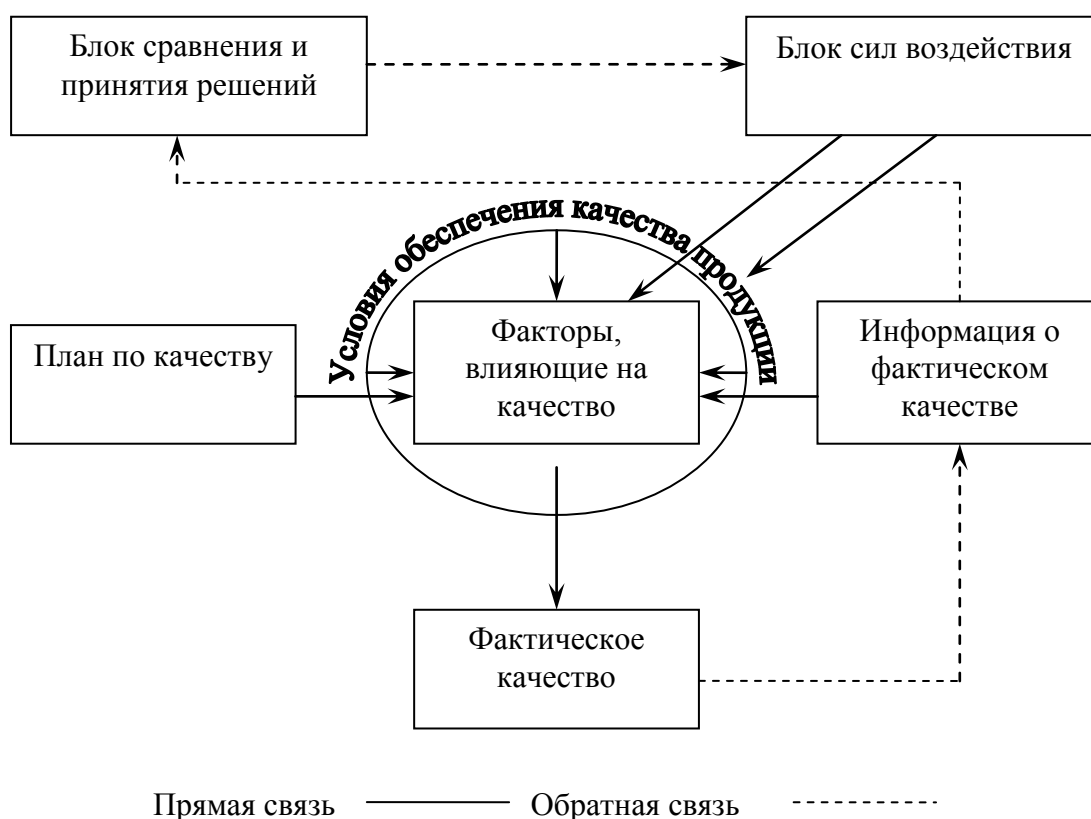 Блок сравнения и
принятия решений
Блок сил воздействия
Условия обеспечения качества продукции
План по качеству
Факторы,
влияющие на
качество
Информация о
фактическом
качестве
Фактическое
качество
Прямая связь
Обратная связь